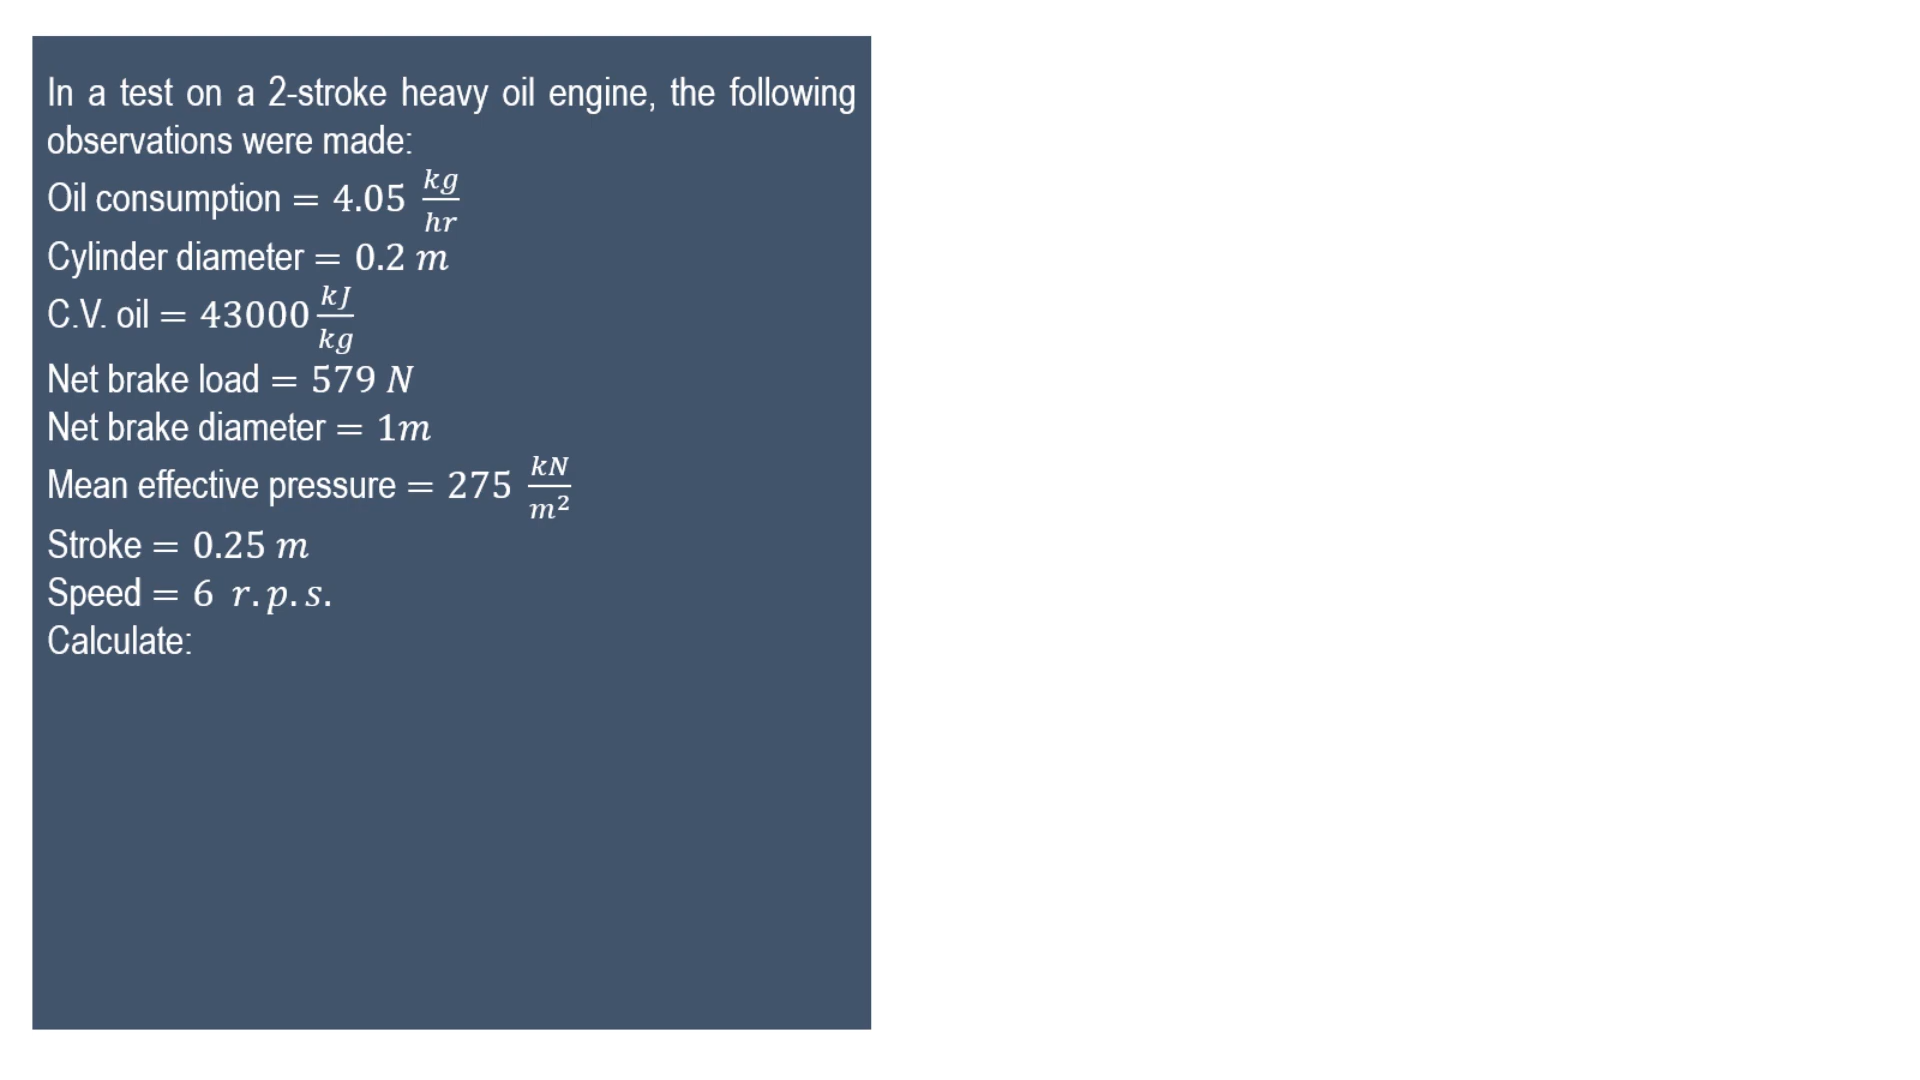 In a test on a 2-stroke heavy oil engine, the following
observations were made:
Oil consumption = 4.05 kg/hr
Cylinder diameter = 0.2 m
C.V. oil = 43000 kJ/kg
Net brake load = 579 N
Net brake diameter = 1m
Mean effective pressure = 275 kN/m²
Stroke = 0.25 m
Speed = 6 r.p.s.
Calculate: